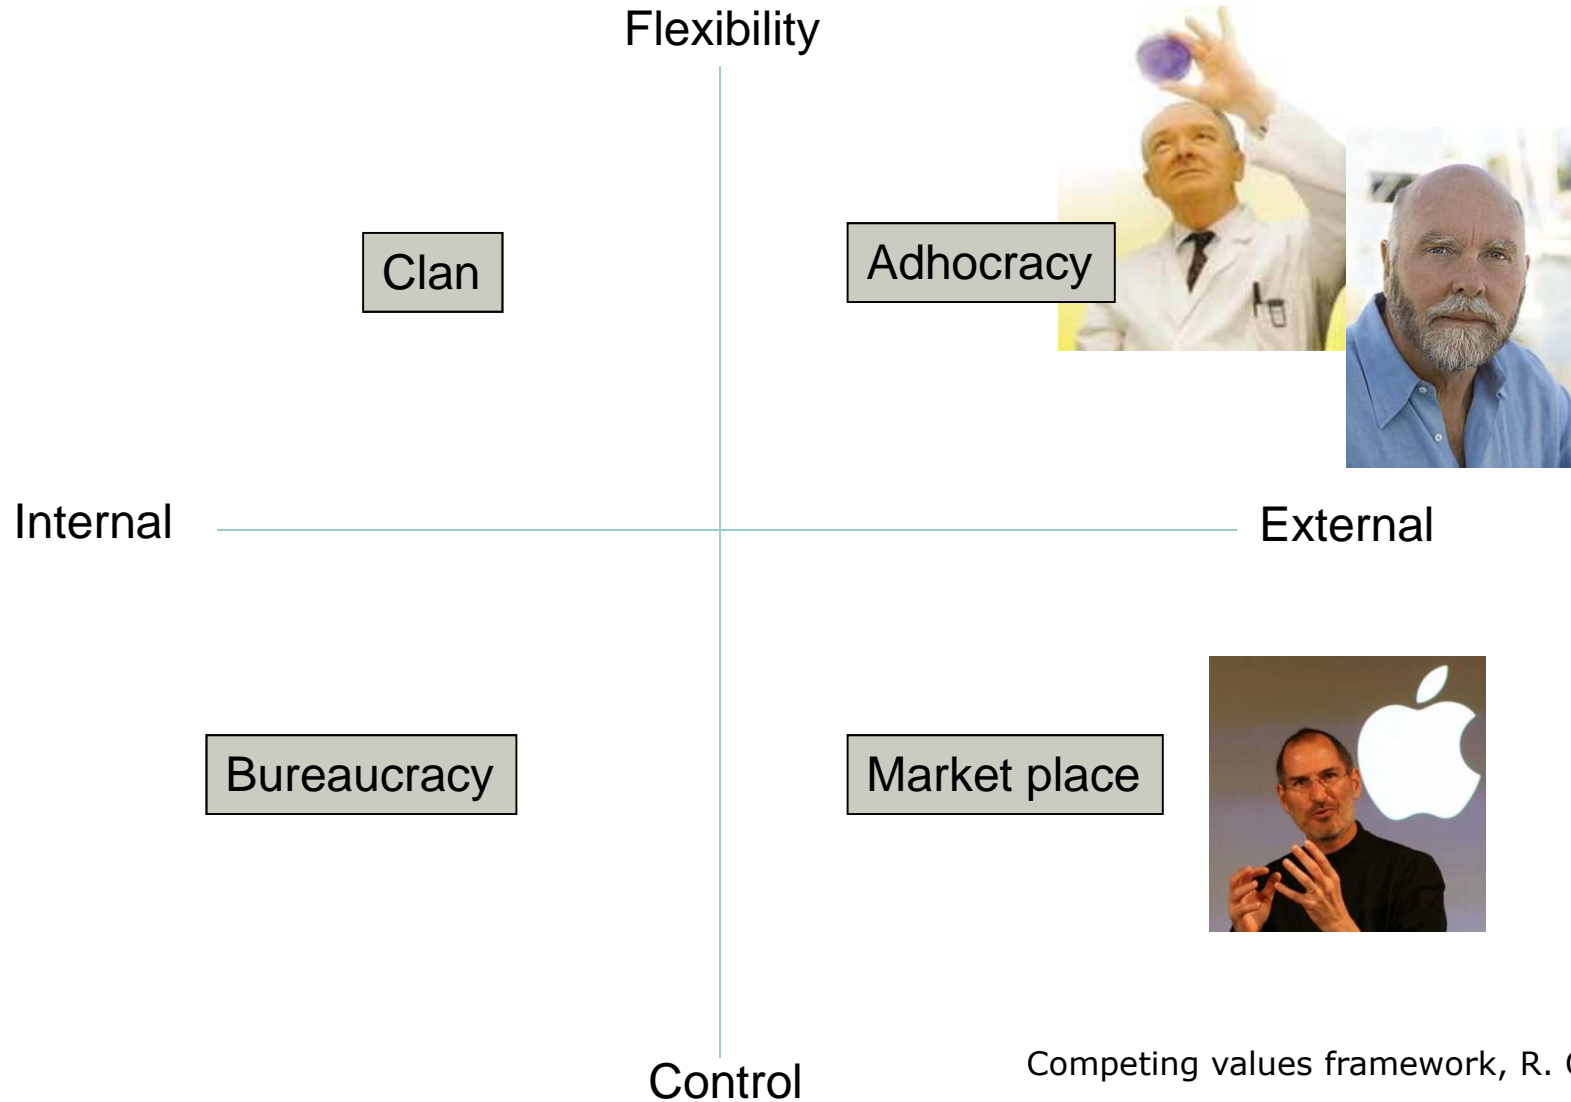 Flexibility
Clan
Adhocracy
Internal
External
Bureaucracy
Market place
Control
Competing values framework, R.